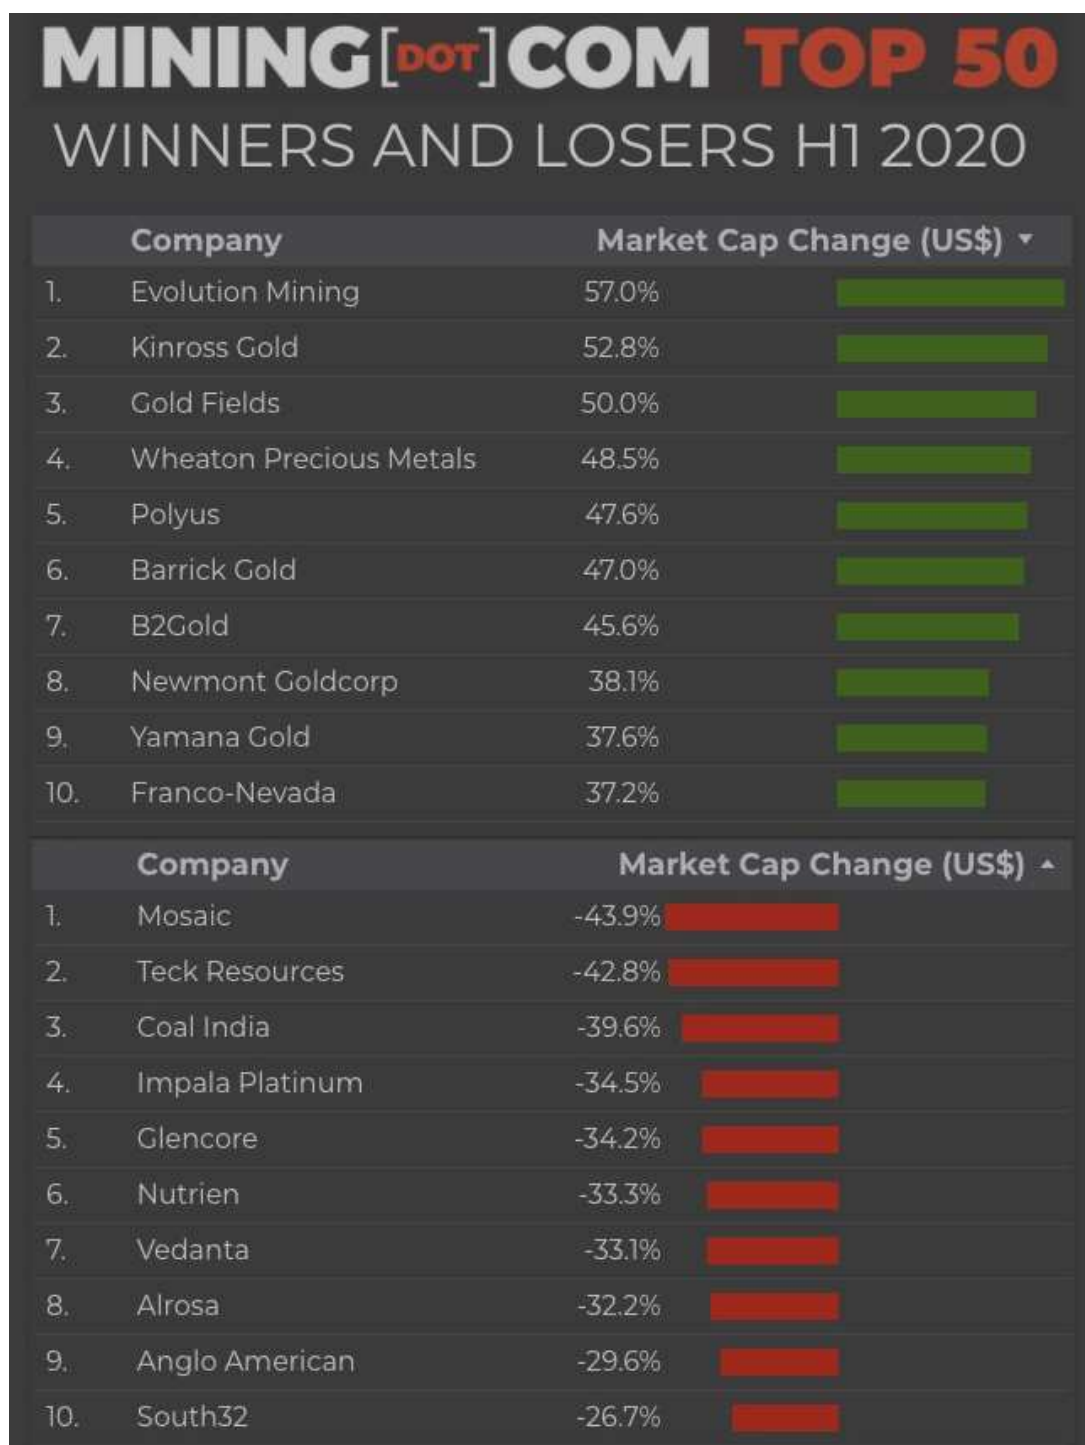 MINING[DOT]COM TOP 50
WINNERS AND LOSERS H1 2020
Company Market Cap Change (US$)
1. Evolution Mining 57.0%
2. Kinross Gold 52.8%
3. Gold Fields 50.0%
4. Wheaton Precious Metals 48.5%
5. Polyus 47.6%
6. Barrick Gold 47.0%
7. B2Gold 45.6%
8. Newmont Goldcorp 38.1%
9. Yamana Gold 37.6%
10. Franco-Nevada 37.2%
Company Market Cap Change (US$)
1. Mosaic -43.9%
2. Teck Resources -42.8%
3. Coal India -39.6%
4. Impala Platinum -34.5%
5. Glencore -34.2%
6. Nutrien -33.3%
7. Vedanta -33.1%
8. Alrosa -32.2%
9. Anglo American -29.6%
10. South32 -26.7%